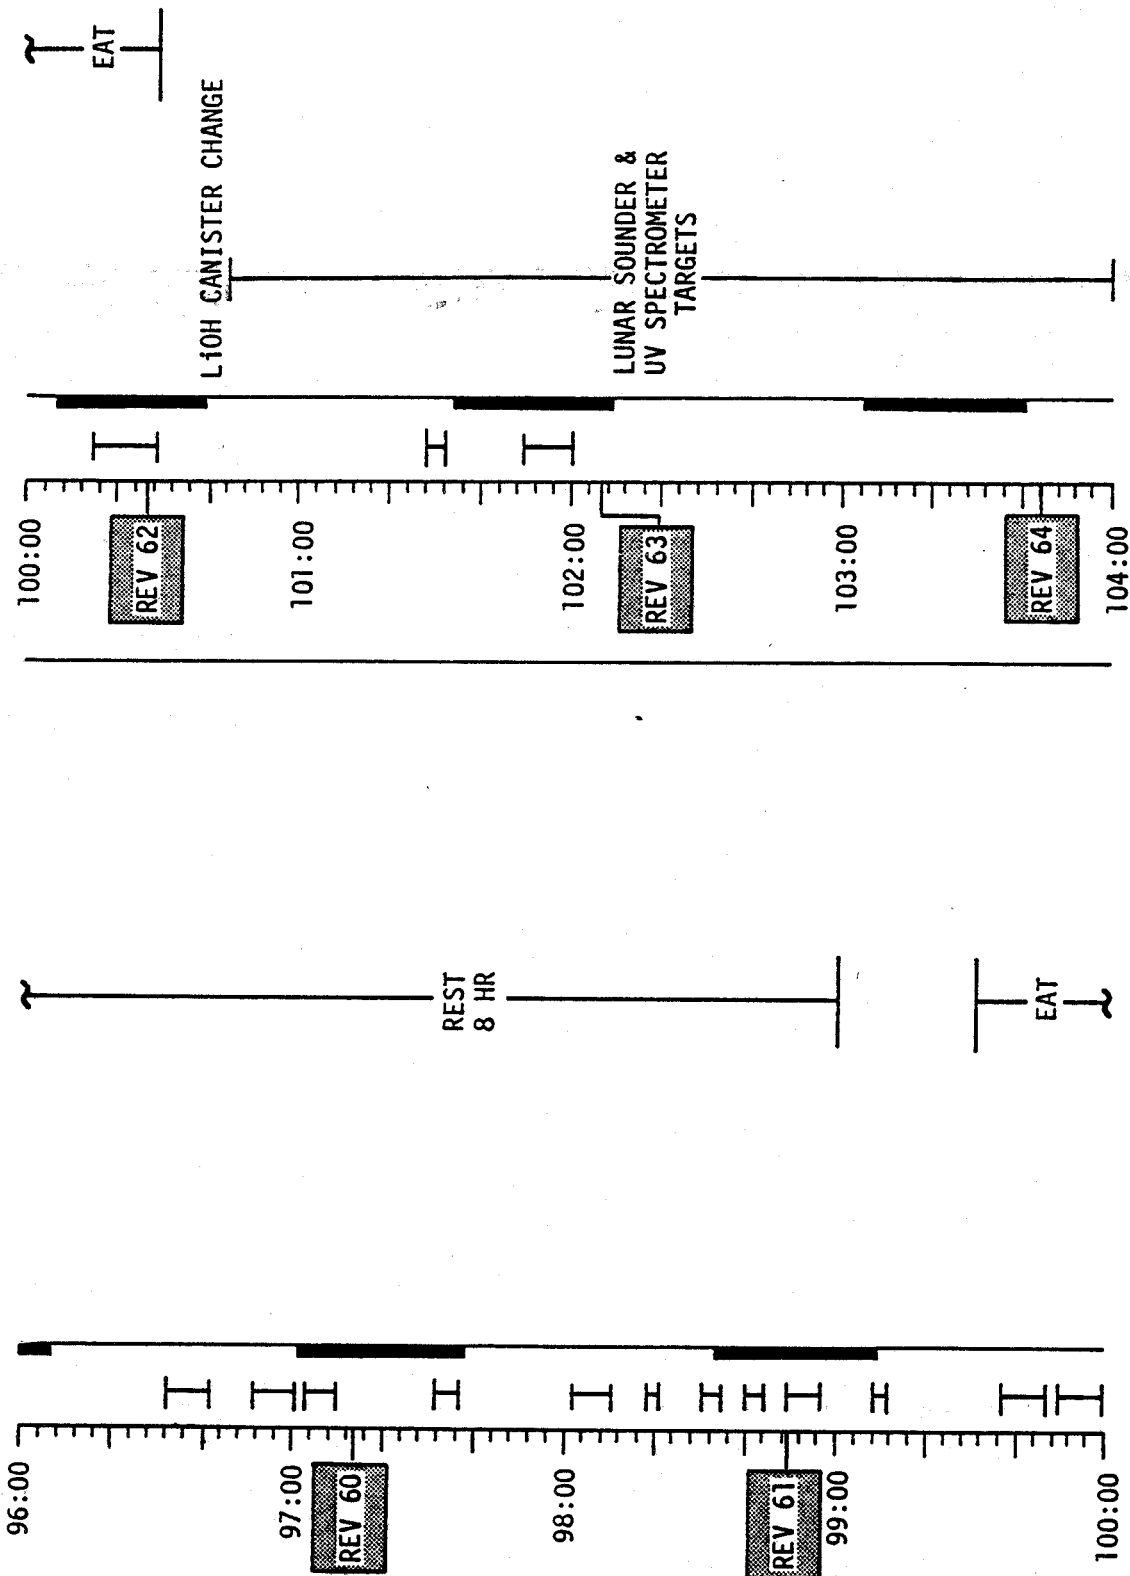 96:00
97:00
REV 60
98:00
REV 61
99:00
100:00
REST
8 HR
EAT
100:00
REV 62
101:00
102:00
REV 63
103:00
REV 64
104:00
EAT
LiOH CANISTER CHANGE
LUNAR SOUNDER &
UV SPECTROMETER
TARGETS